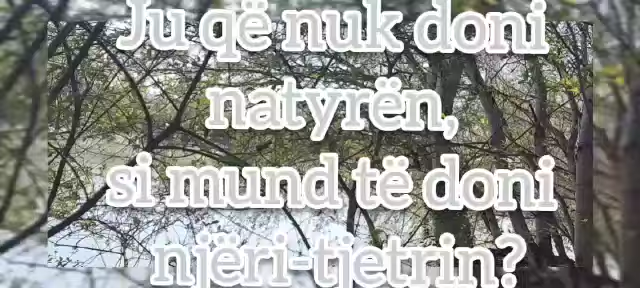 Ju që nuk doni
natyrën,
si mund të doni
njëri-tjetrin?